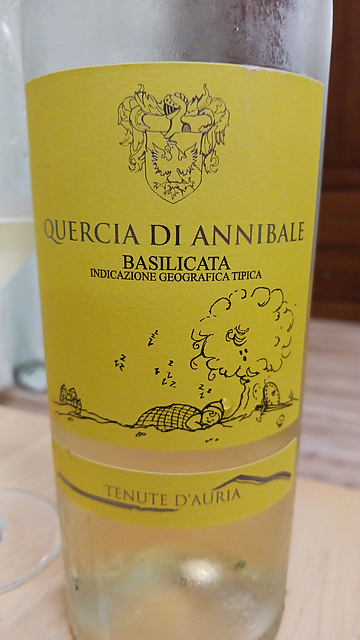 QUERCIA DI ANNIBALE
BASILICATA
INDICAZIONE GEOGRAFICA TIPICA
z z z z z z z z z z z
TENUTE D'AURIA